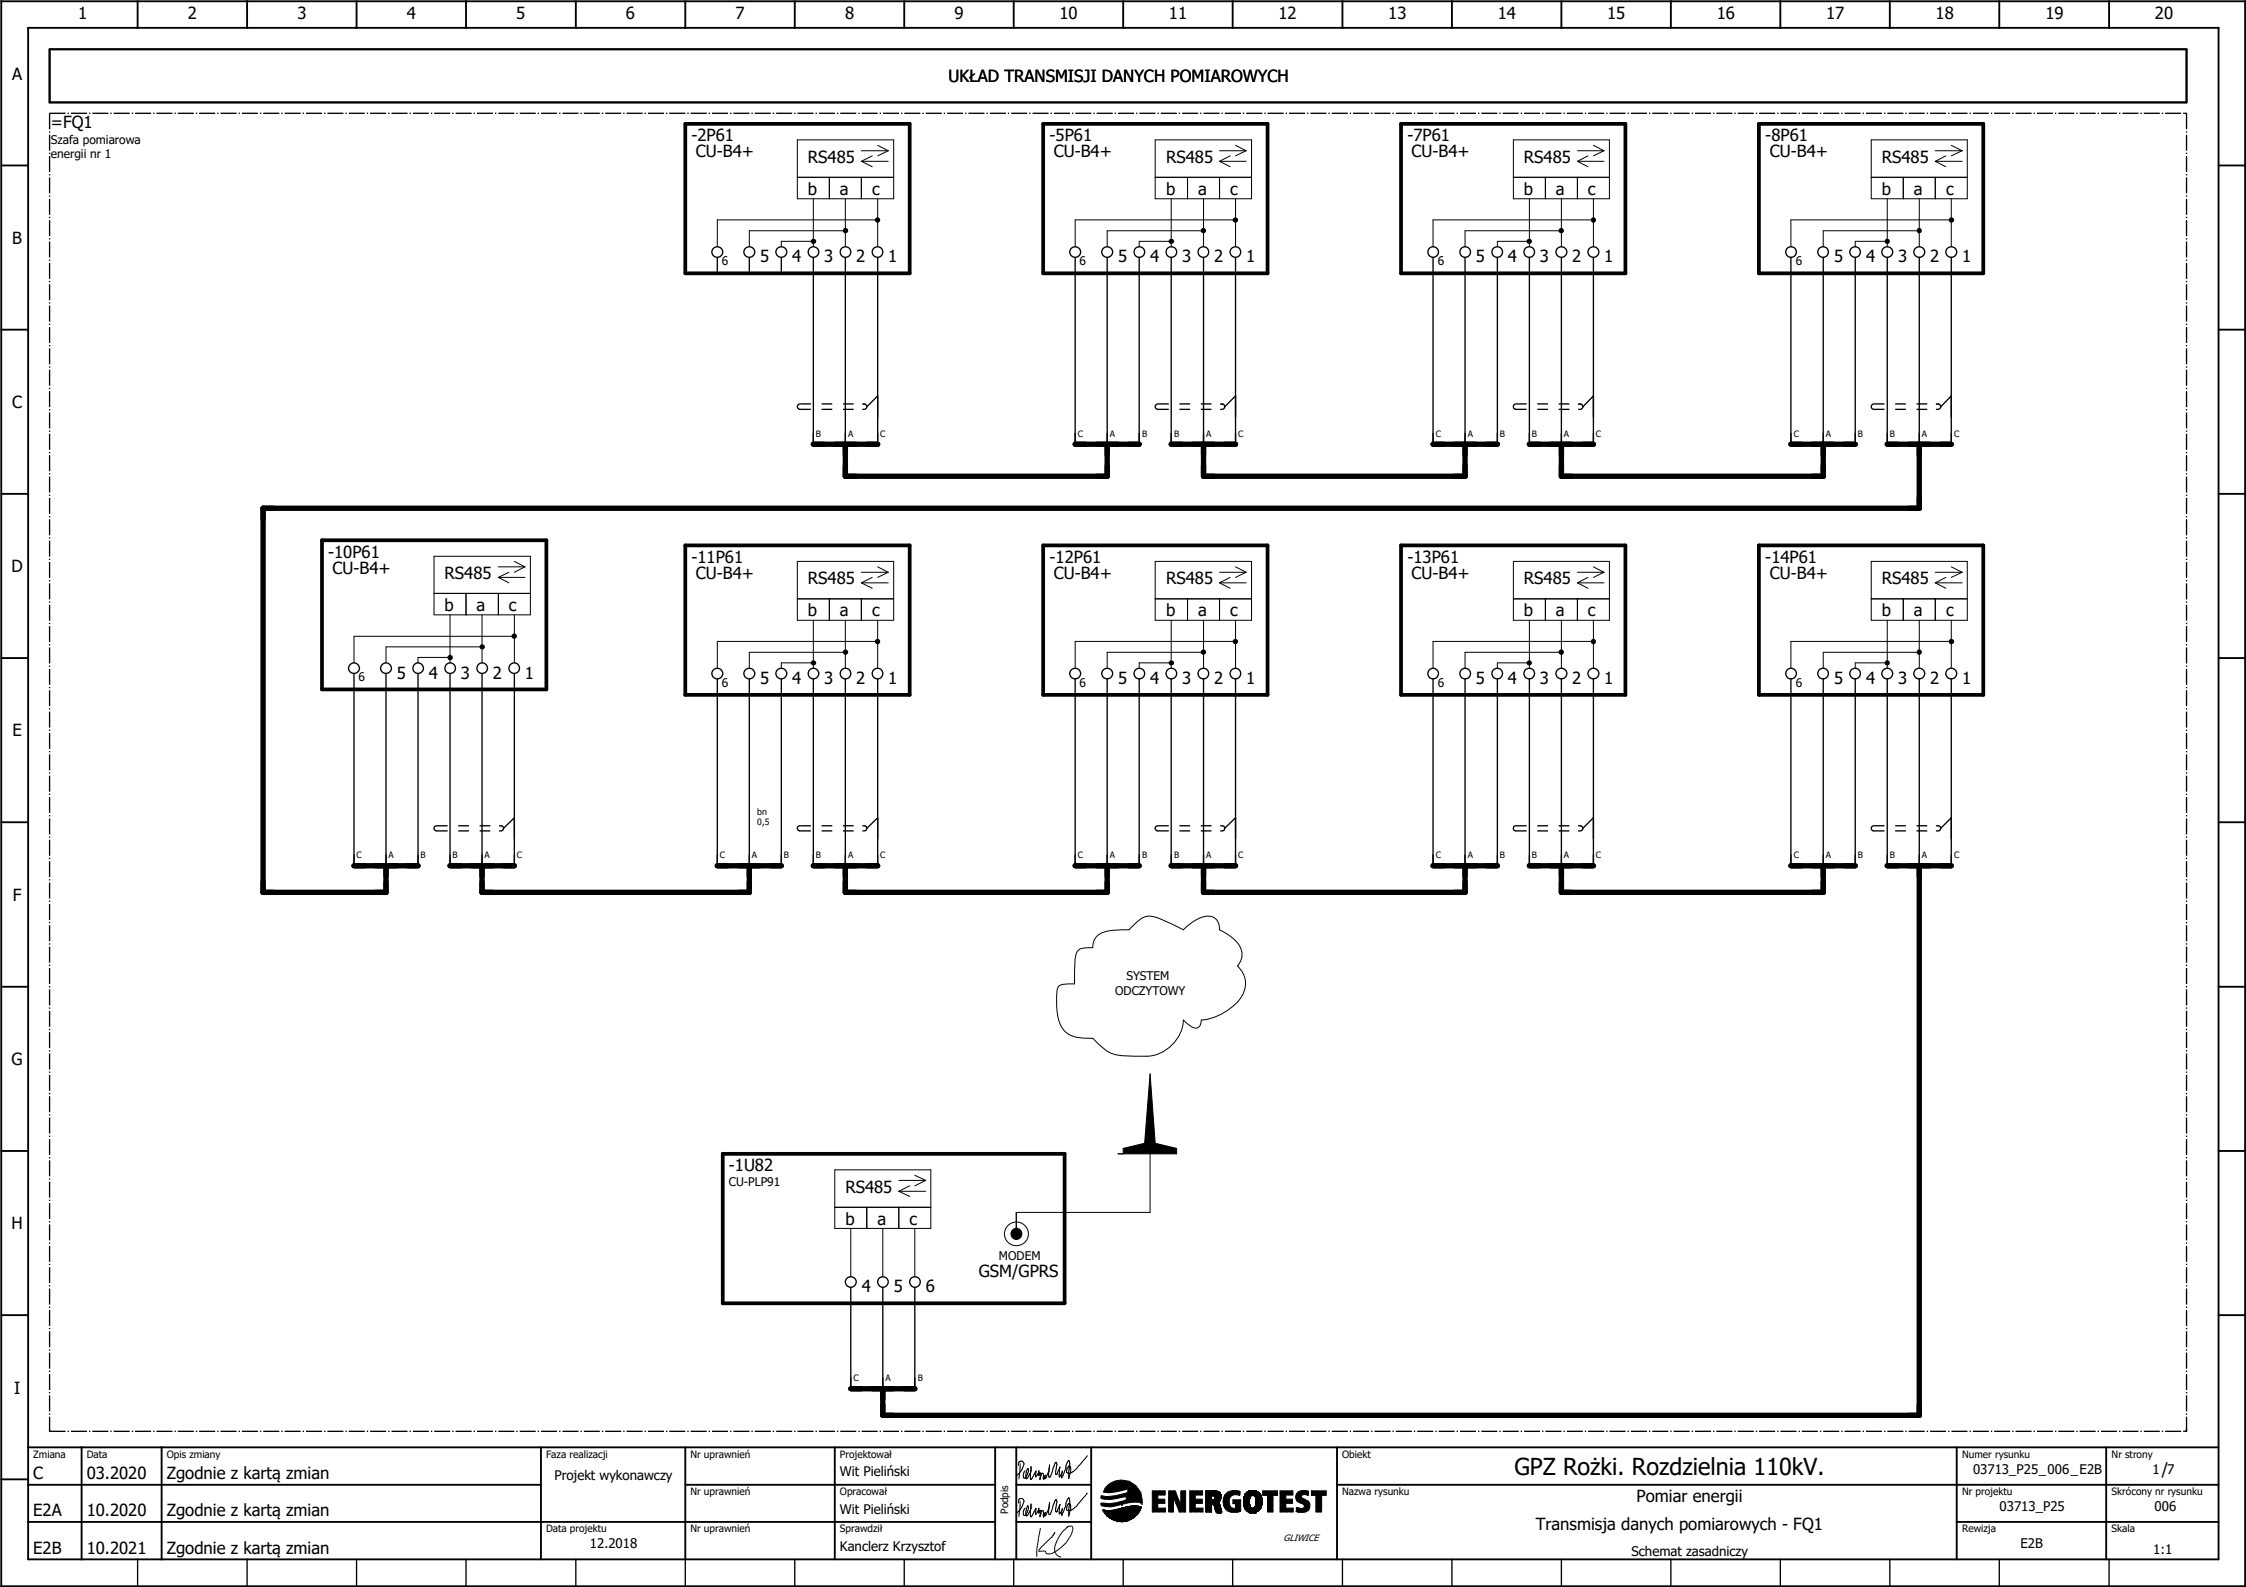 1 2 3 4 5 6 7 8 9 10 11 12 13 14 15 16 17 18 19 20
A
UKŁAD TRANSMISJI DANYCH POMIAROWYCH
=FQ1
Szafa pomiarowa
energii nr 1
-2P61
CU-B4+
RS485
b a c
6 5 4 3 2 1
B A C
-5P61
CU-B4+
RS485
b a c
6 5 4 3 2 1
C A B B A C
-7P61
CU-B4+
RS485
b a c
6 5 4 3 2 1
C A B B A C
-8P61
CU-B4+
RS485
b a c
6 5 4 3 2 1
C A B B A C
B
C
D
-10P61
CU-B4+
RS485
b a c
6 5 4 3 2 1
C A B B A C
-11P61
CU-B4+
RS485
b a c
6 5 4 3 2 1
bn
0,5
C A B B A C
-12P61
CU-B4+
RS485
b a c
6 5 4 3 2 1
C A B B A C
-13P61
CU-B4+
RS485
b a c
6 5 4 3 2 1
C A B B A C
-14P61
CU-B4+
RS485
b a c
6 5 4 3 2 1
C A B B A C
E
F
SYSTEM
ODCZYTOWY
G
-1U82
CU-PLP91
RS485
b a c
H
MODEM
GSM/GPRS
4 5 6
C A B
I
Zmiana Data Opis zmiany
C 03.2020 Zgodnie z kartą zmian
E2A 10.2020 Zgodnie z kartą zmian
E2B 10.2021 Zgodnie z kartą zmian
Faza realizacji
Projekt wykonawczy
Data projektu
12.2018
Nr uprawnień
Nr uprawnień
Nr uprawnień
Projektował
Wit Pieliński
Opracował
Wit Pieliński
Sprawdził
Kanclerz Krzysztof
Podpis
ENERGOTEST
GLIWICE
Obiekt
GPZ Rożki. Rozdzielnia 110kV.
Nazwa rysunku
Pomiar energii
Transmisja danych pomiarowych - FQ1
Schemat zasadniczy
Numer rysunku
03713_P25_006_E2B
Nr strony
1/7
Nr projektu
03713_P25
Skrócony nr rysunku
006
Rewizja
E2B
Skala
1:1